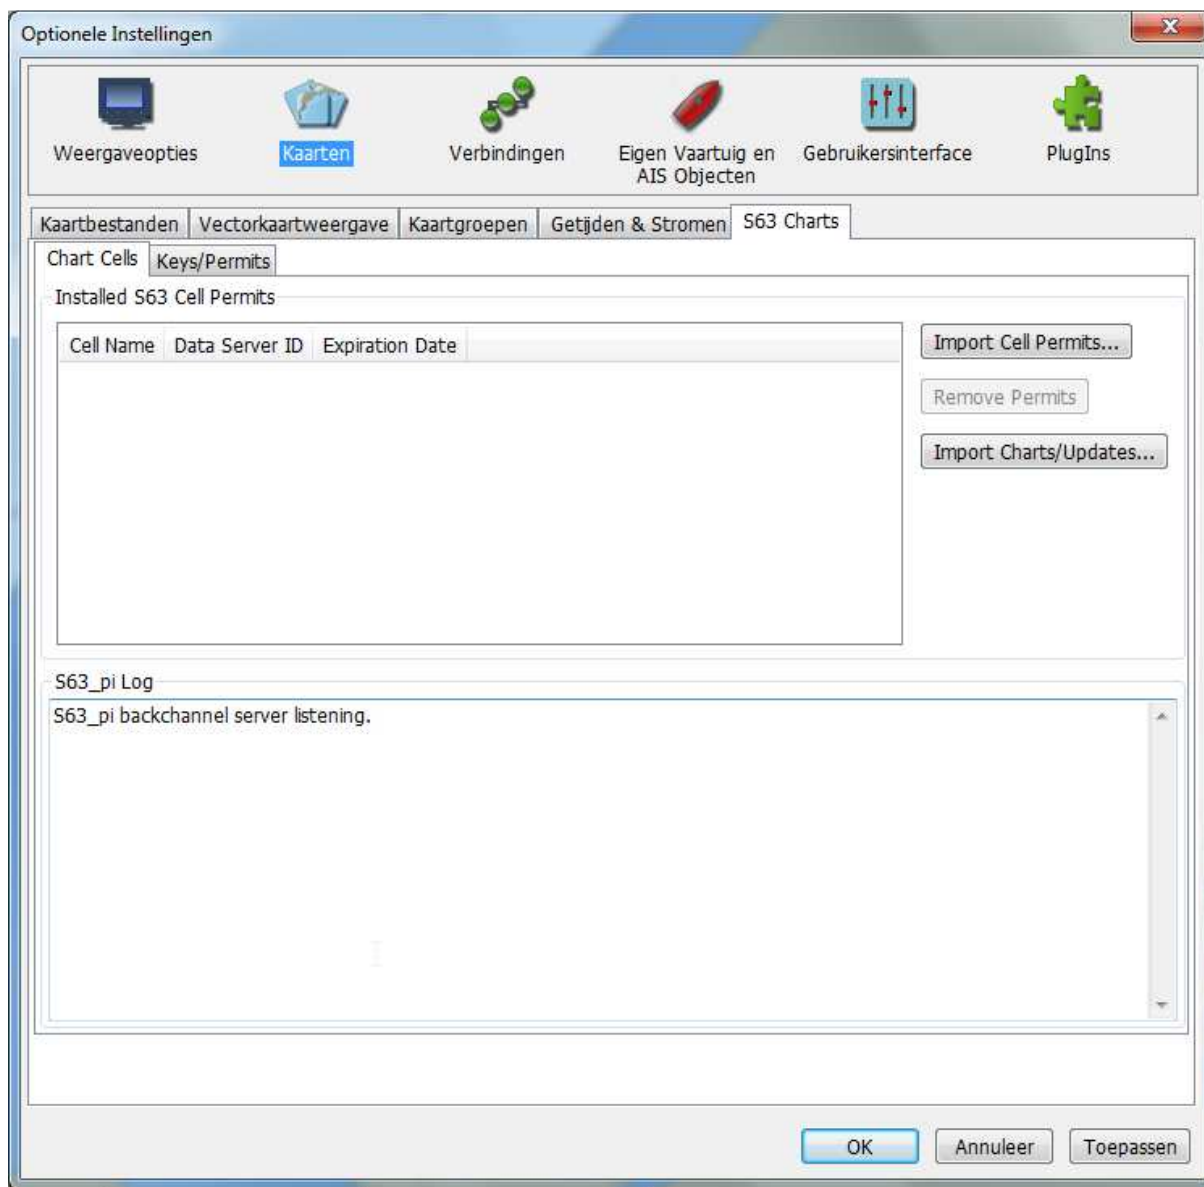 Optionele Instellingen
Weergaveopties
Kaarten
Verbindingen
Eigen Vaartuig en
AIS Objecten
Gebruikersinterface
PlugIns
Kaartbestanden
Vectorkaartweergave
Kaartgroepen
Getijden & Stromen
S63 Charts
Chart Cells
Keys/Permits
Installed S63 Cell Permits
Cell Name
Data Server ID
Expiration Date
Import Cell Permits...
Remove Permits
Import Charts/Updates...
S63_pi Log
S63_pi backchannel server listening.
OK
Annuleer
Toepassen